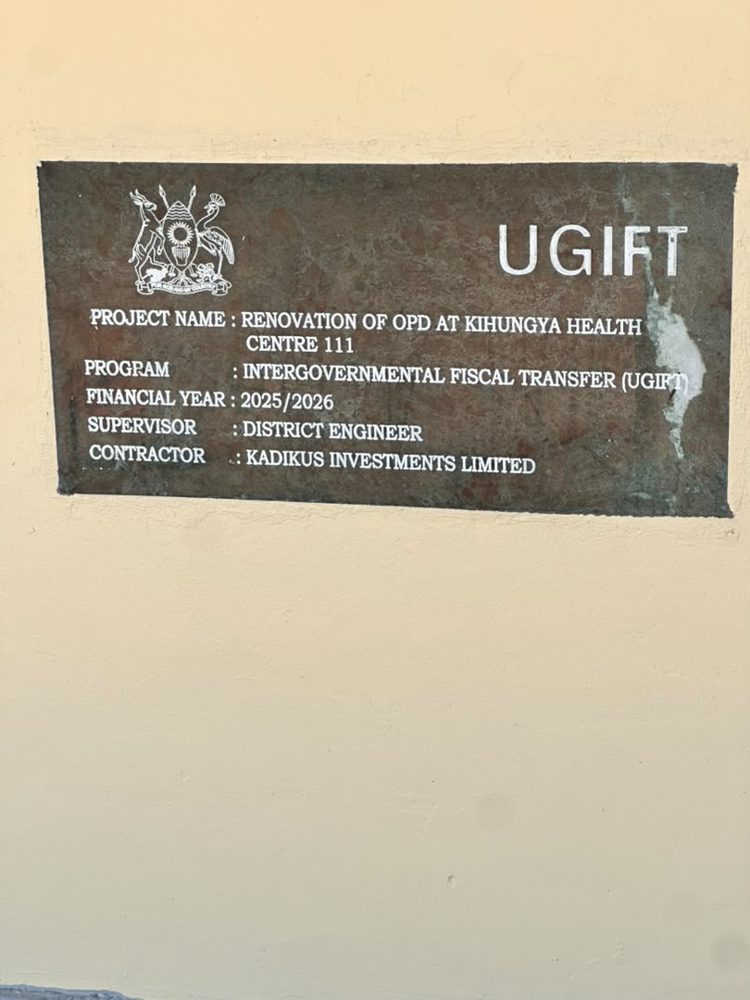 UGIFT
FOR GOD AND MY COUNTRY
PROJECT NAME : RENOVATION OF OPD AT KIHUNGYA HEALTH
CENTRE 111
PROGRAM : INTERGOVERNMENTAL FISCAL TRANSFER (UGIFT)
FINANCIAL YEAR : 2025/2026
SUPERVISOR : DISTRICT ENGINEER
CONTRACTOR : KADIKUS INVESTMENTS LIMITED